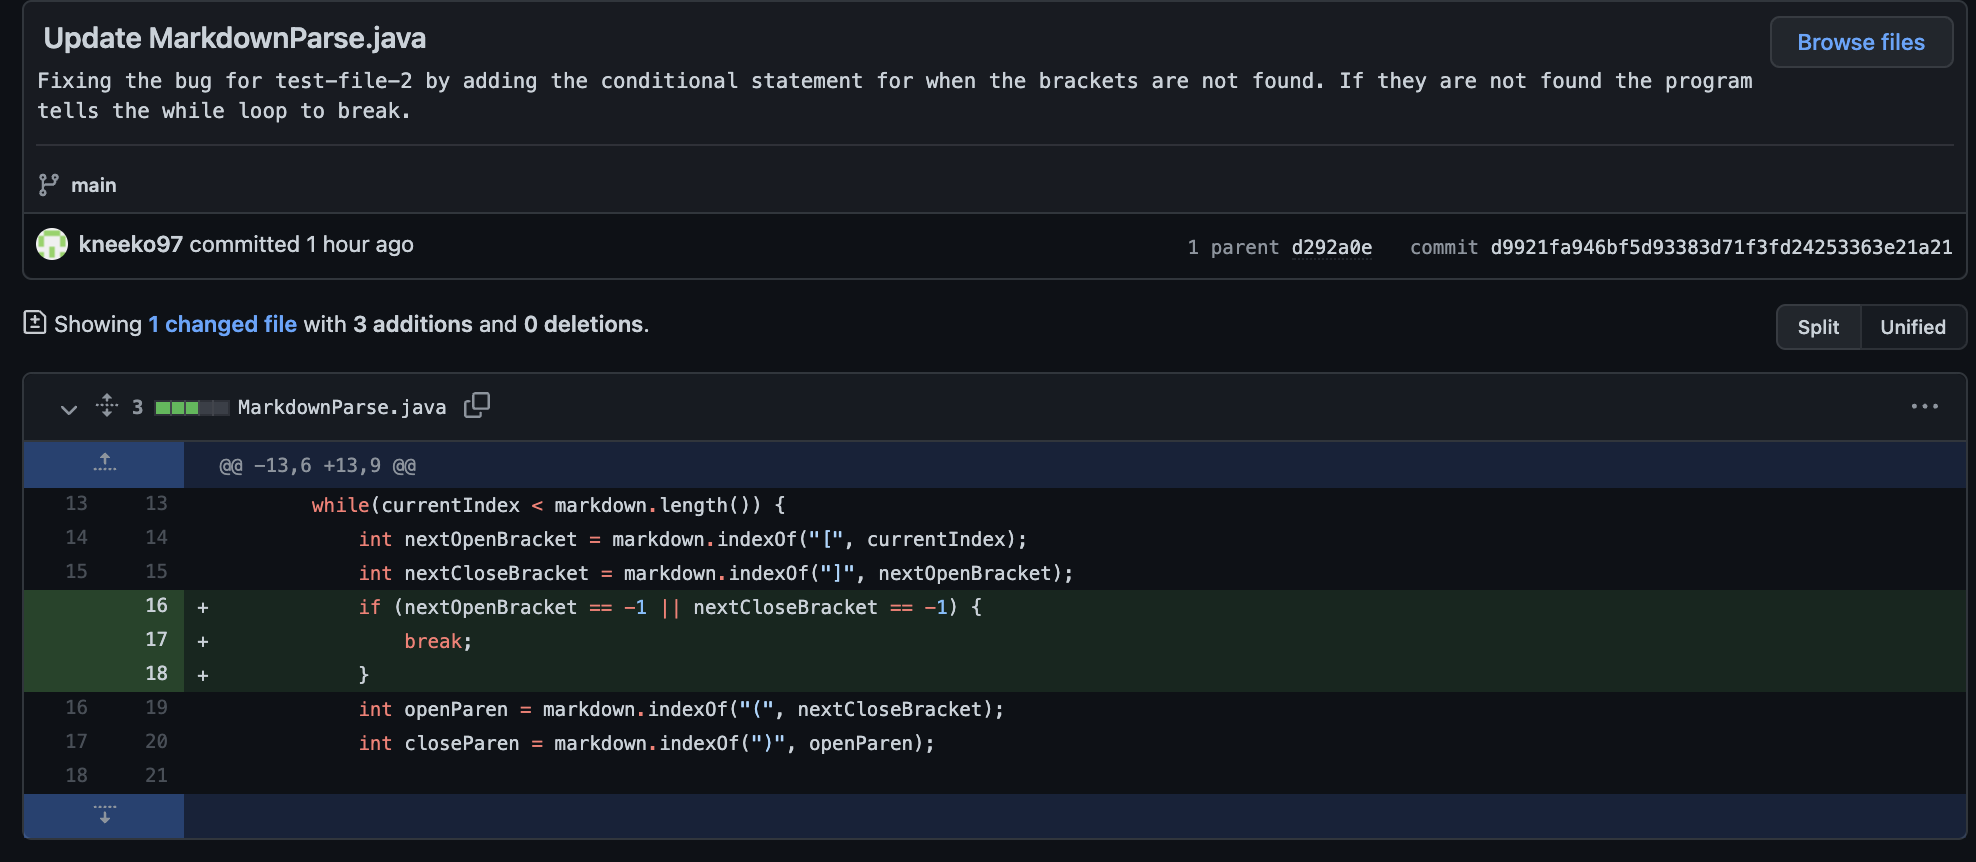 Update MarkdownParse.java
Browse files
Fixing the bug for test-file-2 by adding the conditional statement for when the brackets are not found. If they are not found the program
tells the while loop to break.
main
kneeko97 committed 1 hour ago
1 parent d292a0e commit d9921fa946bf5d93383d71f3fd24253363e21a21
Showing 1 changed file with 3 additions and 0 deletions.
Split Unified
3 MarkdownParse.java
@@ -13,6 +13,9 @@
13 13 while(currentIndex < markdown.length()) {
14 14 int nextOpenBracket = markdown.indexOf("[", currentIndex);
15 15 int nextCloseBracket = markdown.indexOf("]", nextOpenBracket);
16 + if (nextOpenBracket == -1 || nextCloseBracket == -1) {
17 + break;
18 + }
16 19 int openParen = markdown.indexOf("(", nextCloseBracket);
17 20 int closeParen = markdown.indexOf(")", openParen);
18 21